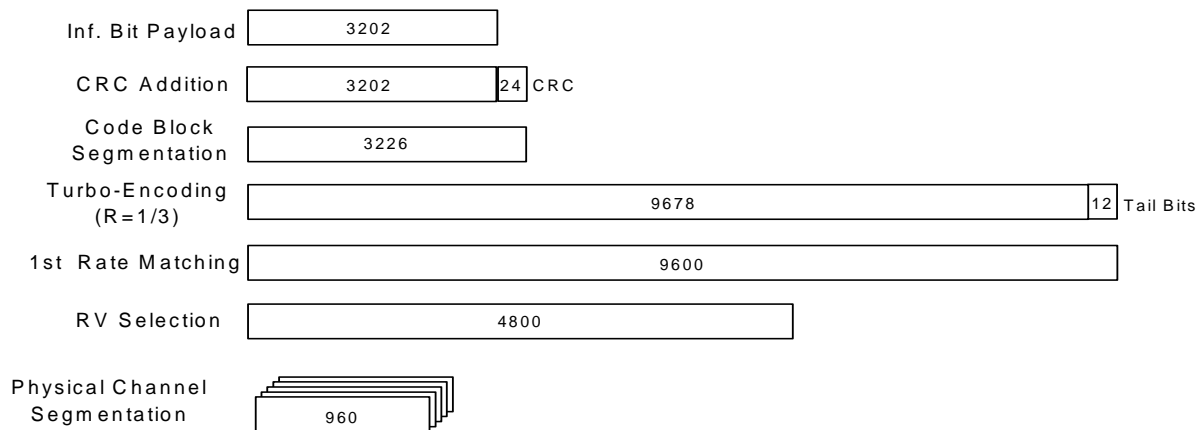 Inf. Bit Payload 3202
CRC Addition 3202 24 CRC
Code Block
Segmentation 3226
Turbo-Encoding
(R=1/3) 9678 12 Tail Bits
1st Rate Matching 9600
RV Selection 4800
Physical Channel
Segmentation 960